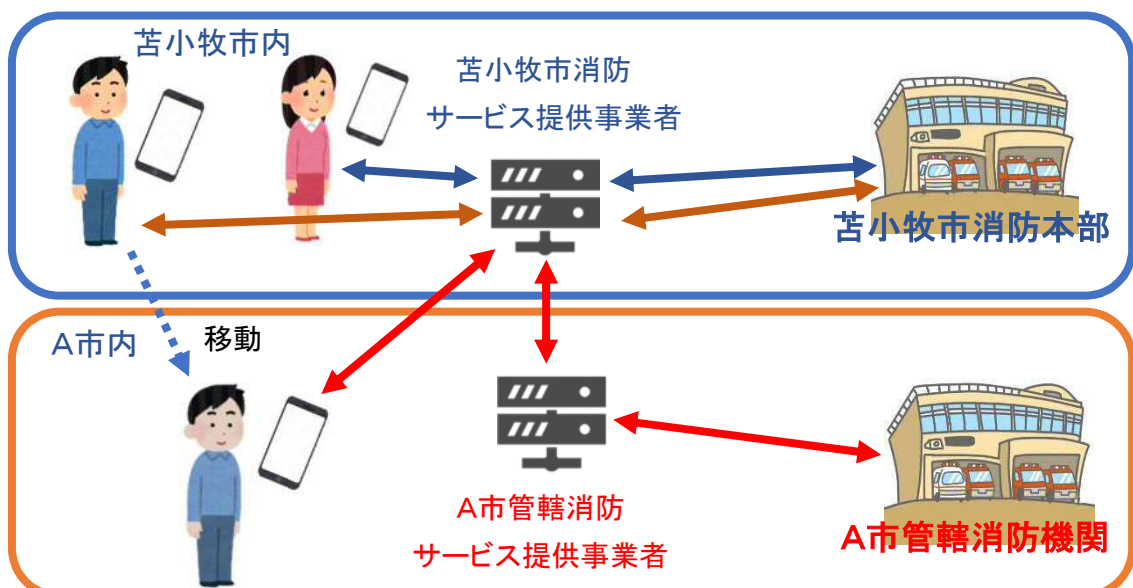 苫小牧市内
苫小牧市消防
サービス提供事業者
苫小牧市消防本部
A市内
移動
A市管轄消防
サービス提供事業者
A市管轄消防機関